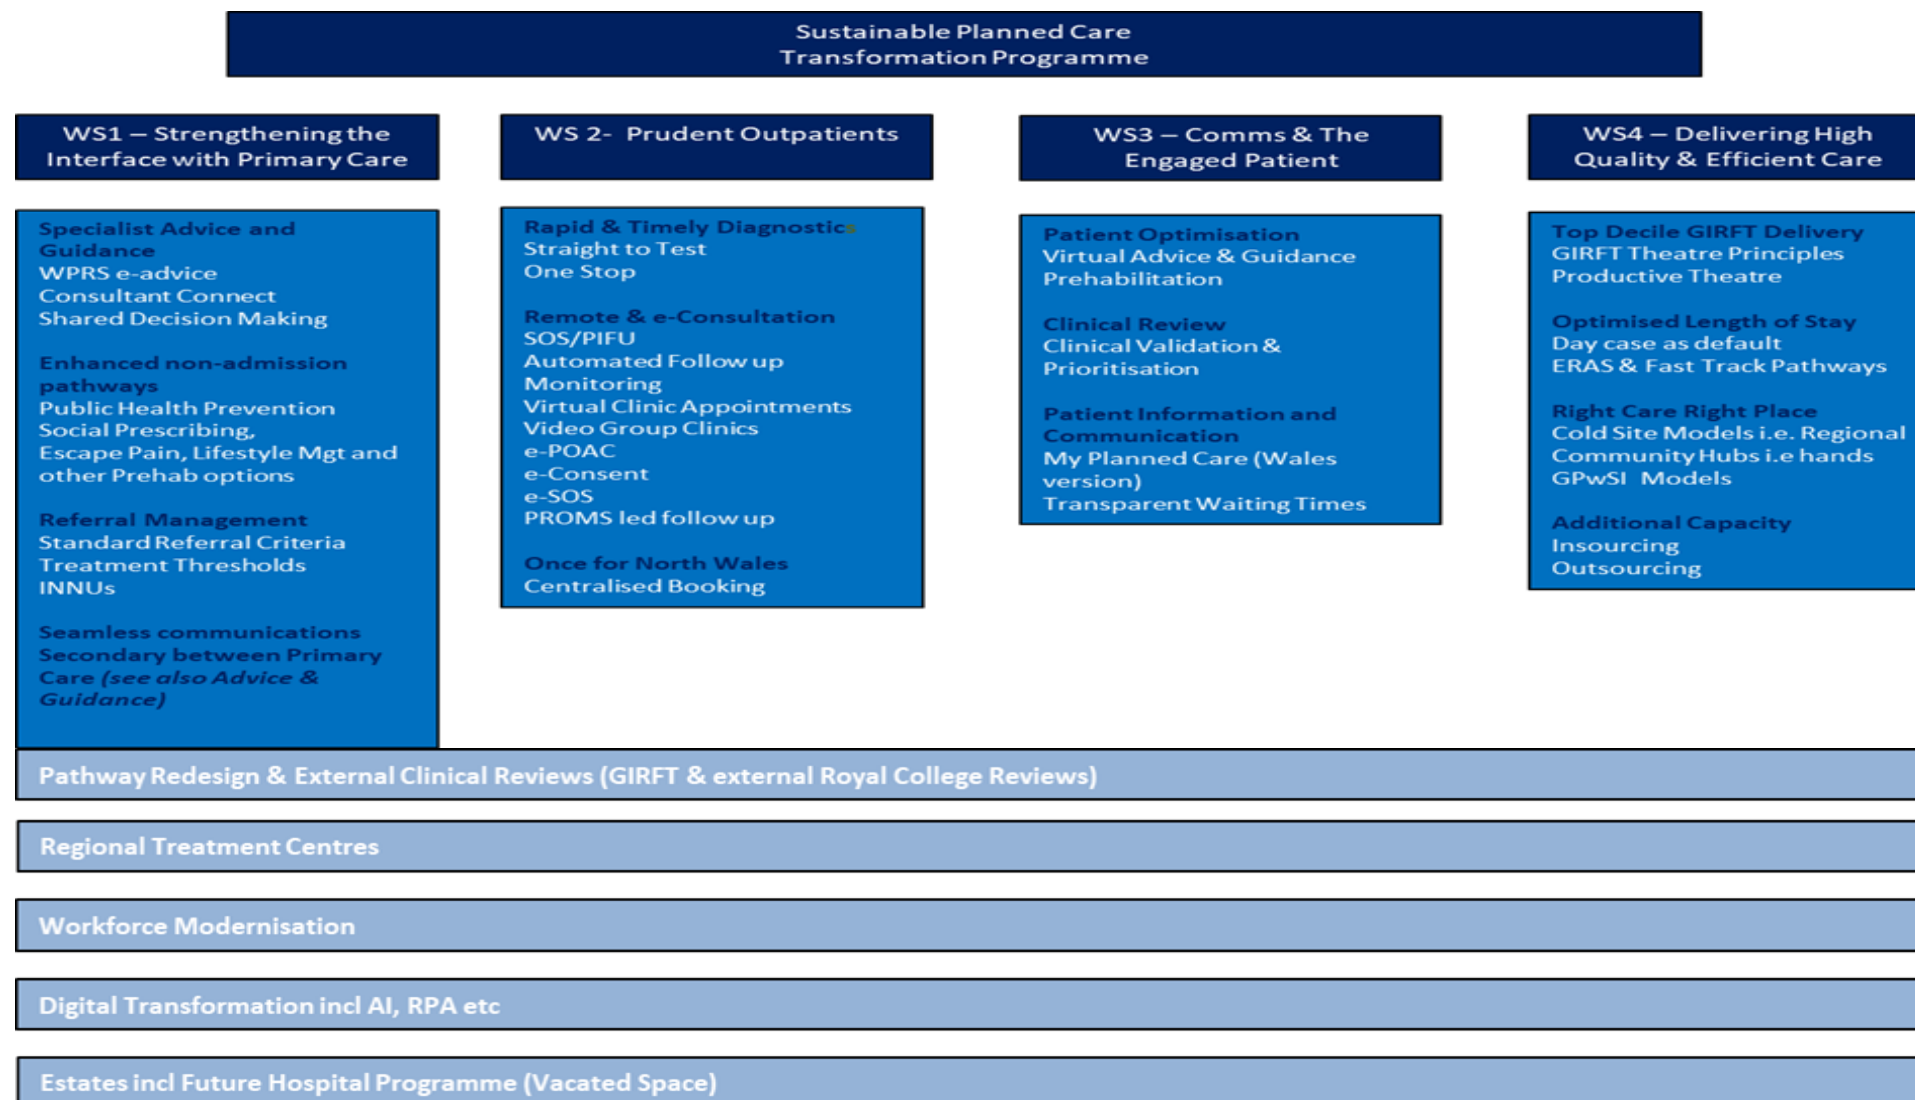 Sustainable Planned Care
Transformation Programme
WS1 – Strengthening the
Interface with Primary Care
Specialist Advice and
Guidance
WPRS e-advice
Consultant Connect
Shared Decision Making
Enhanced non-admission
pathways
Public Health Prevention
Social Prescribing,
Escape Pain, Lifestyle Mgt and
other Prehab options
Referral Management
Standard Referral Criteria
Treatment Thresholds
INNUs
Seamless communications
Secondary between Primary
Care (see also Advice &
Guidance)
WS 2- Prudent Outpatients
Rapid & Timely Diagnostics
Straight to Test
One Stop
Remote & e-Consultation
SOS/PIFU
Automated Follow up
Monitoring
Virtual Clinic Appointments
Video Group Clinics
e-POAC
e-Consent
e-SOS
PROMS led follow up
Once for North Wales
Centralised Booking
WS3 – Comms & The
Engaged Patient
Patient Optimisation
Virtual Advice & Guidance
Prehabilitation
Clinical Review
Clinical Validation &
Prioritisation
Patient Information and
Communication
My Planned Care (Wales
version)
Transparent Waiting Times
WS4 – Delivering High
Quality & Efficient Care
Top Decile GIRFT Delivery
GIRFT Theatre Principles
Productive Theatre
Optimised Length of Stay
Day case as default
ERAS & Fast Track Pathways
Right Care Right Place
Cold Site Models i.e. Regional
Community Hubs i.e hands
GPwSI Models
Additional Capacity
Insourcing
Outsourcing
Pathway Redesign & External Clinical Reviews (GIRFT & external Royal College Reviews)
Regional Treatment Centres
Workforce Modernisation
Digital Transformation incl AI, RPA etc
Estates incl Future Hospital Programme (Vacated Space)